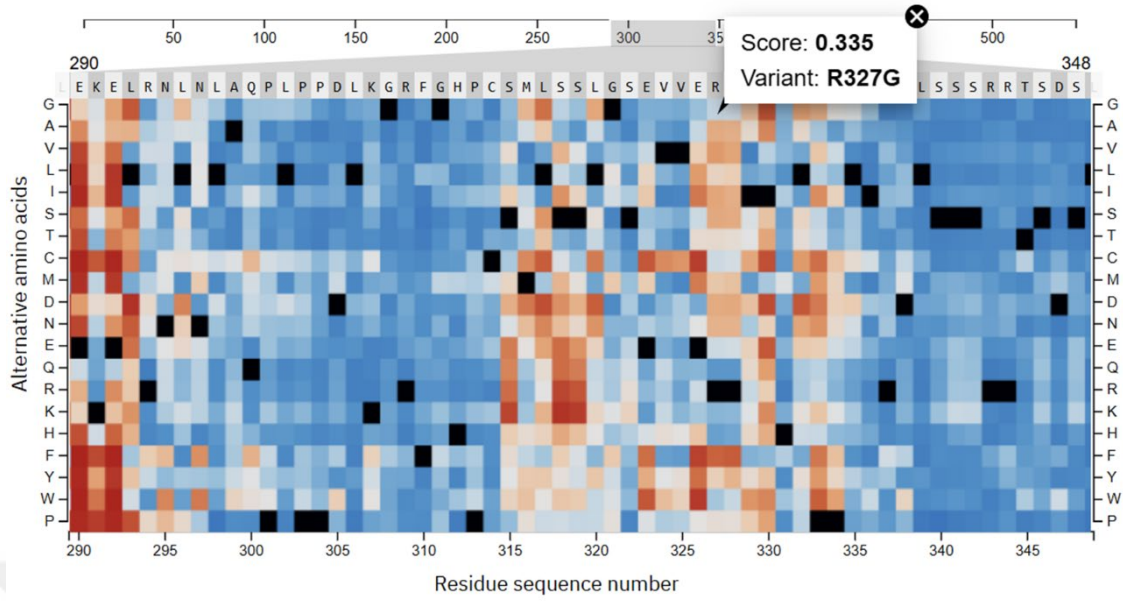 50 100 150 200 250 300 35 500
Score: 0.335
Variant: R327G
290 348
L E K E L R N L N L A Q P L P P D L K G R F G H P C S M L S S L G S E V V E R L S S S R R T S D S L
Alternative amino acids
G G
A A
V V
L L
I I
S S
T T
C C
M M
D D
N N
E E
Q Q
R R
K K
H H
F F
Y Y
W W
P P
290 295 300 305 310 315 320 325 330 335 340 345
Residue sequence number